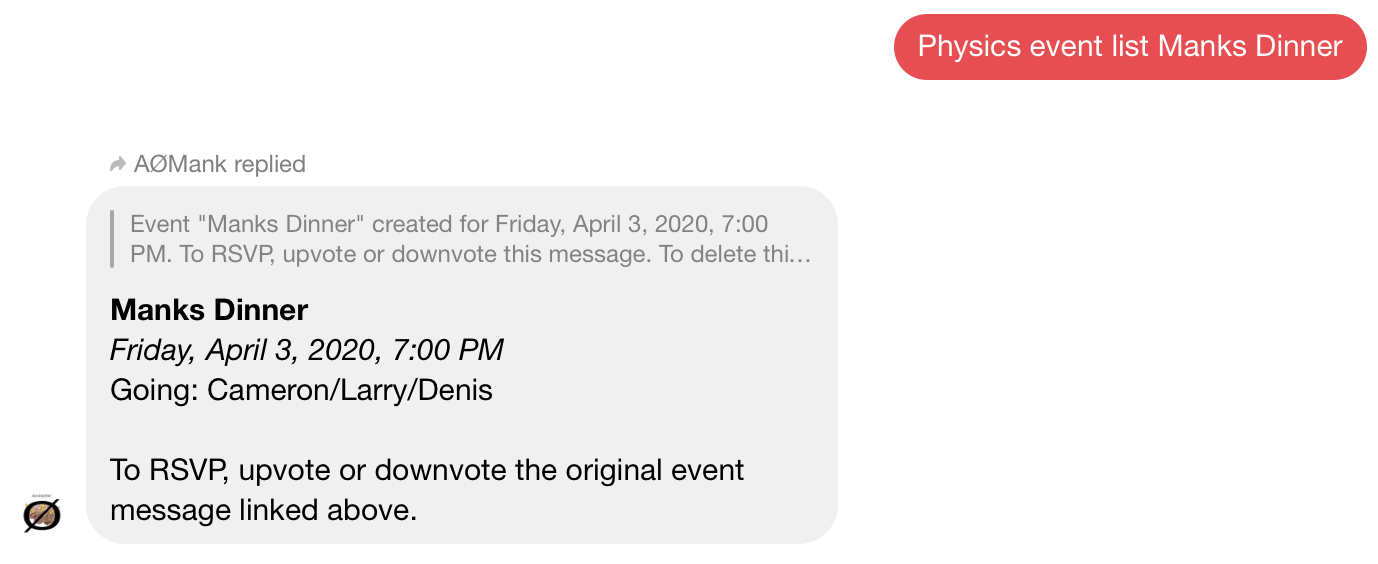 Physics event list Manks Dinner
AØMank replied
Event "Manks Dinner" created for Friday, April 3, 2020, 7:00
PM. To RSVP, upvote or downvote this message. To delete thi...
Manks Dinner
Friday, April 3, 2020, 7:00 PM
Going: Cameron/Larry/Denis
To RSVP, upvote or downvote the original event
message linked above.
Ø